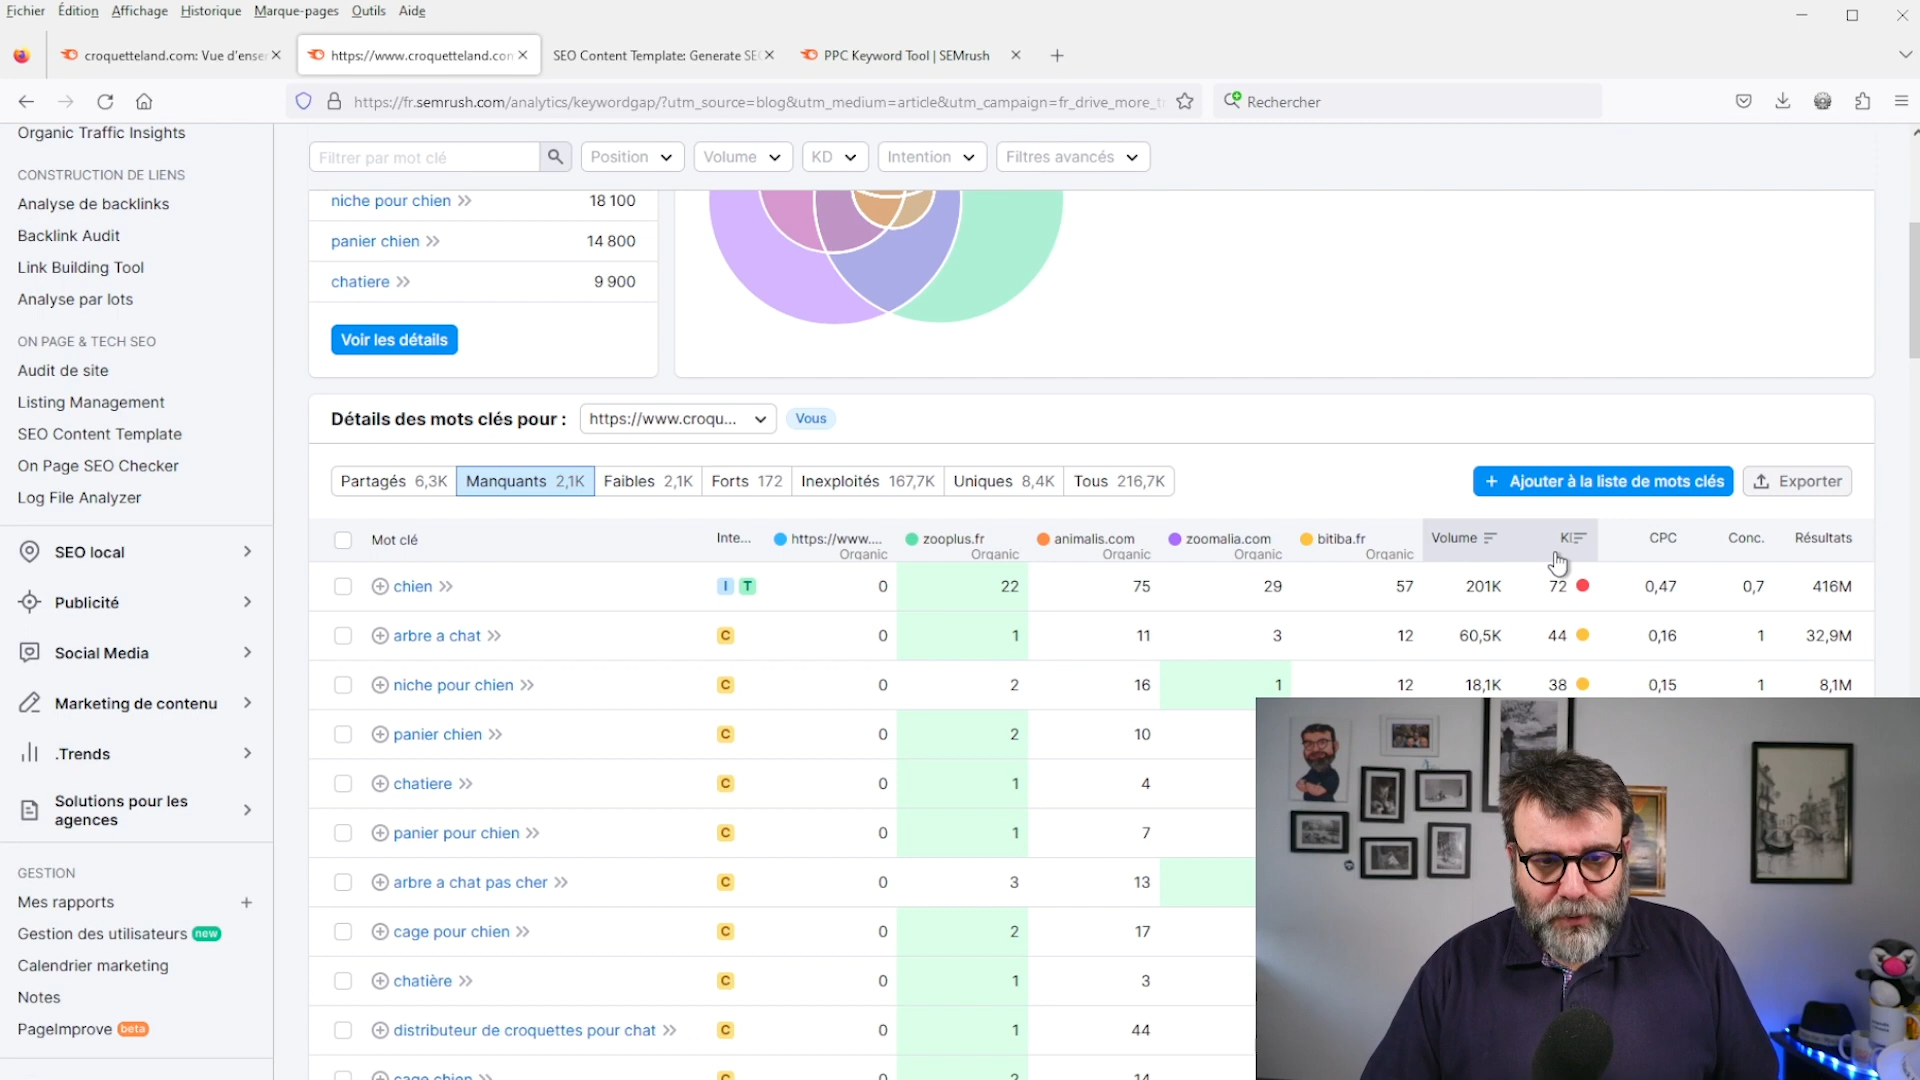 Fichier Édition Affichage Historique Marque-pages Outils Aide
croquetteland.com: Vue d'ense
https://www.croquetteland.con
SEO Content Template: Generate SEO
PPC Keyword Tool | SEMrush
https://fr.semrush.com/analytics/keywordgap/?utm_source=blog&utm_medium=article&utm_campaign=fr_drive_more_tr
Rechercher
Organic Traffic Insights
CONSTRUCTION DE LIENS
Analyse de backlinks
Backlink Audit
Link Building Tool
Analyse par lots
ON PAGE & TECH SEO
Audit de site
Listing Management
SEO Content Template
On Page SEO Checker
Log File Analyzer
SEO local
Publicité
Social Media
Marketing de contenu
.Trends
Solutions pour les
agences
GESTION
Mes rapports +
Gestion des utilisateurs new
Calendrier marketing
Notes
PageImprove beta
Filtrer par mot clé Position Volume KD Intention Filtres avancés
niche pour chien 18 100
panier chien 14 800
chatiere 9 900
Voir les détails
Détails des mots clés pour : https://www.croqu... Vous
Partagés 6,3K Manquants 2,1K Faibles 2,1K Forts 172 Inexploités 167,7K Uniques 8,4K Tous 216,7K
+ Ajouter à la liste de mots clés Exporter
Mot clé Inte... https://www.... zooplus.fr animalis.com zoomalia.com bitiba.fr Volume CPC Conc. Résultats
Organic Organic Organic Organic Organic
chien I T 0 22 75 29 57 201K 72 0,47 0,7 416M
arbre a chat C 0 1 11 3 12 60,5K 44 0,16 1 32,9M
niche pour chien C 0 2 16 1 12 18,1K 38 0,15 1 8,1M
panier chien C 0 2 10
chatiere C 0 1 4
panier pour chien C 0 1 7
arbre a chat pas cher C 0 3 13
cage pour chien C 0 2 17
chatière C 0 1 3
distributeur de croquettes pour chat C 0 1 44
cage chien C 0 2 14